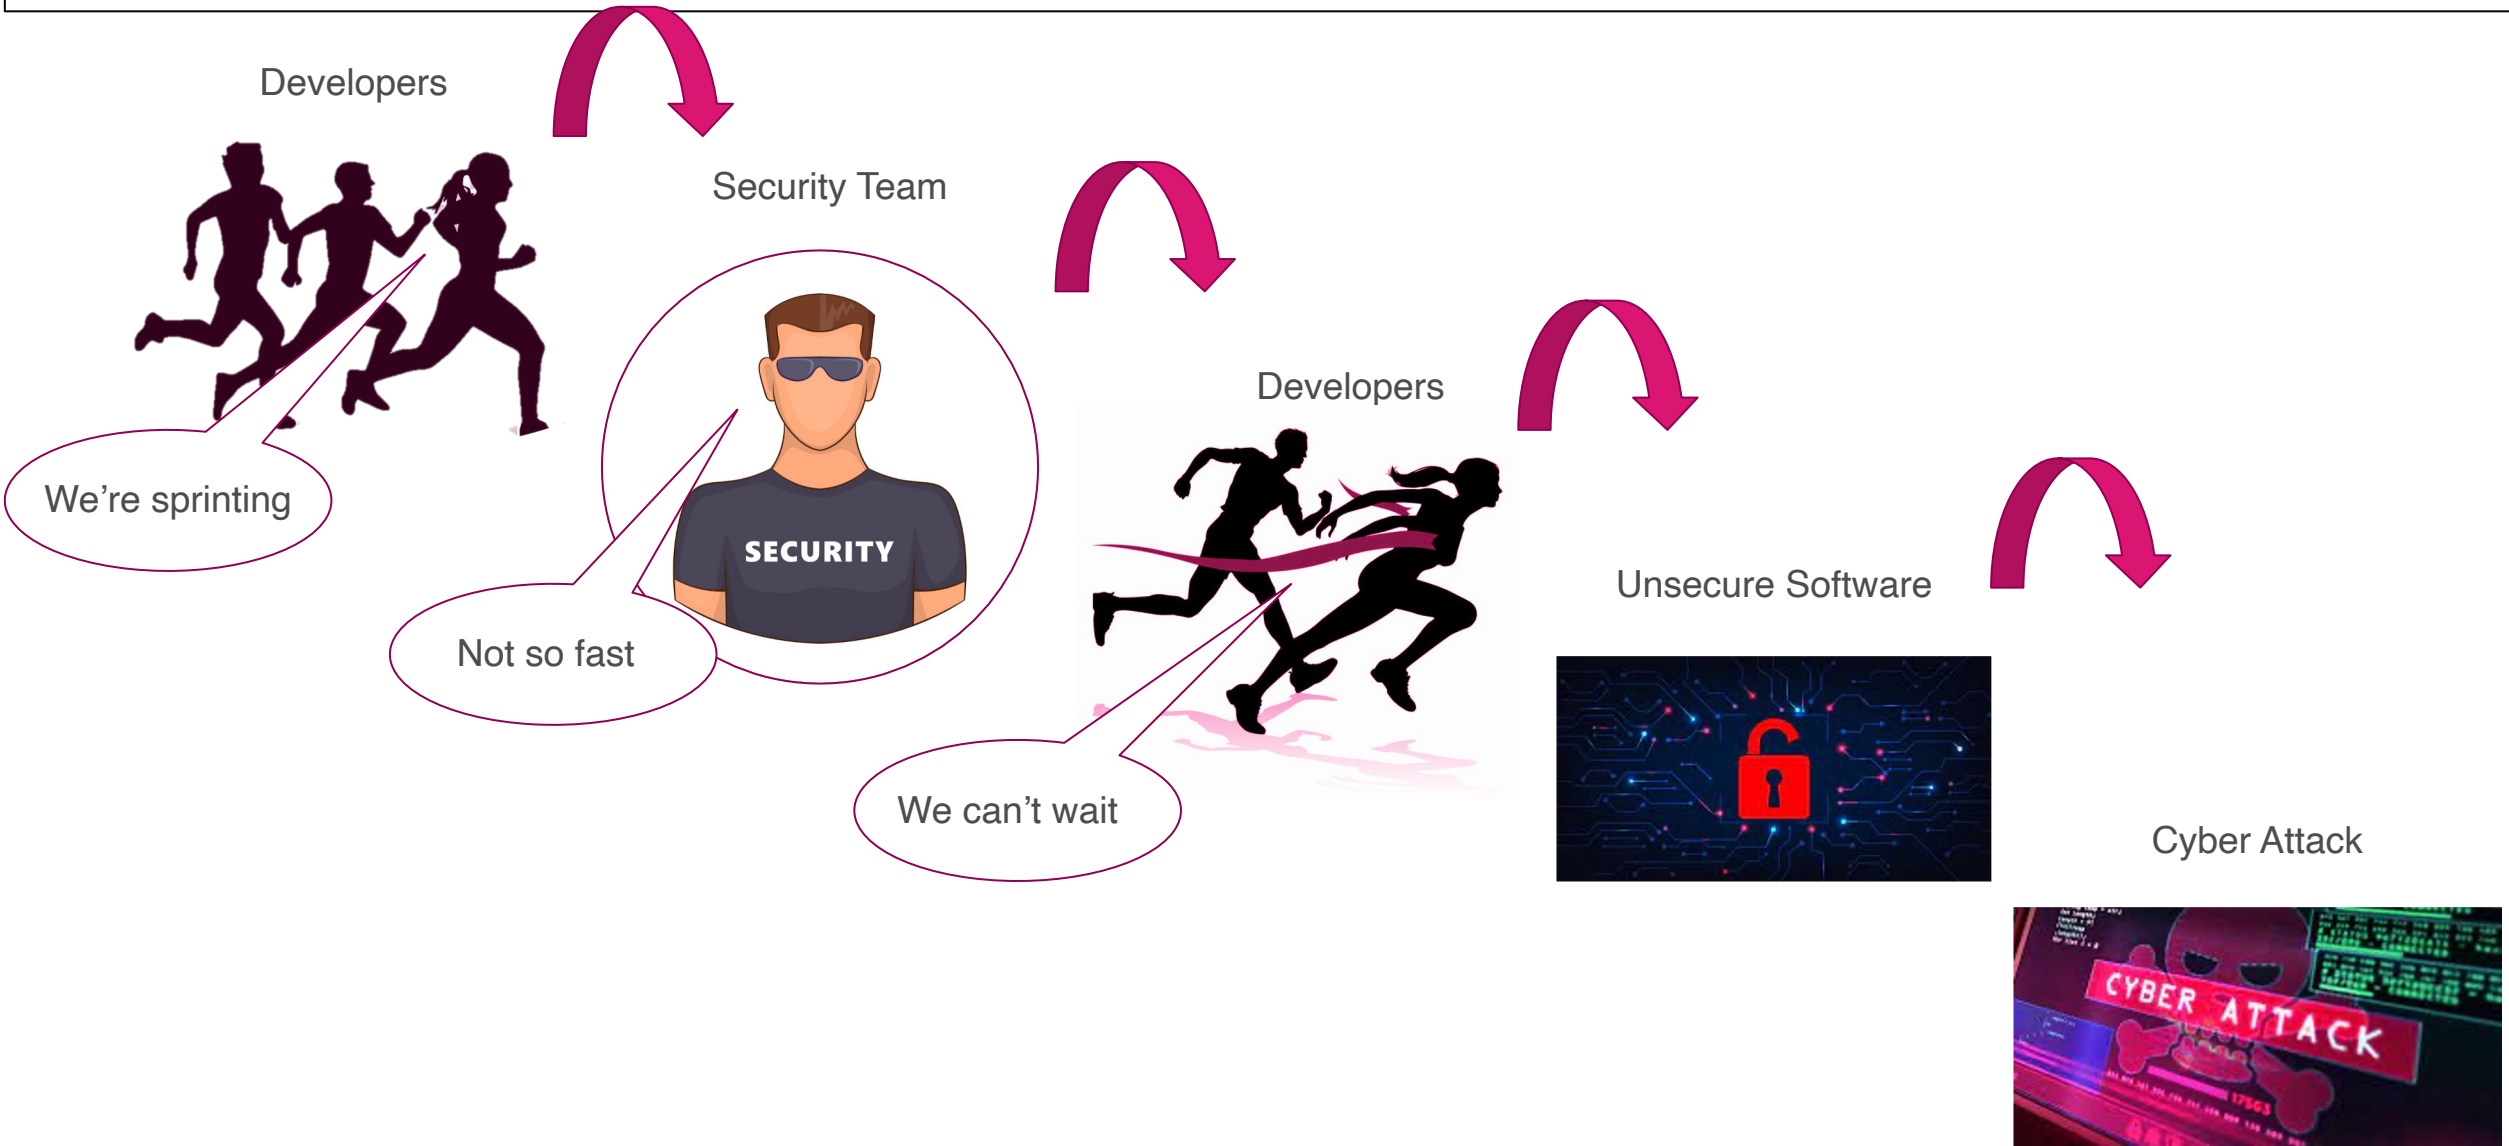 Developers
We’re sprinting
Security Team
SECURITY
Not so fast
Developers
We can’t wait
Unsecure Software
Cyber Attack
CYBER ATTACK
17563